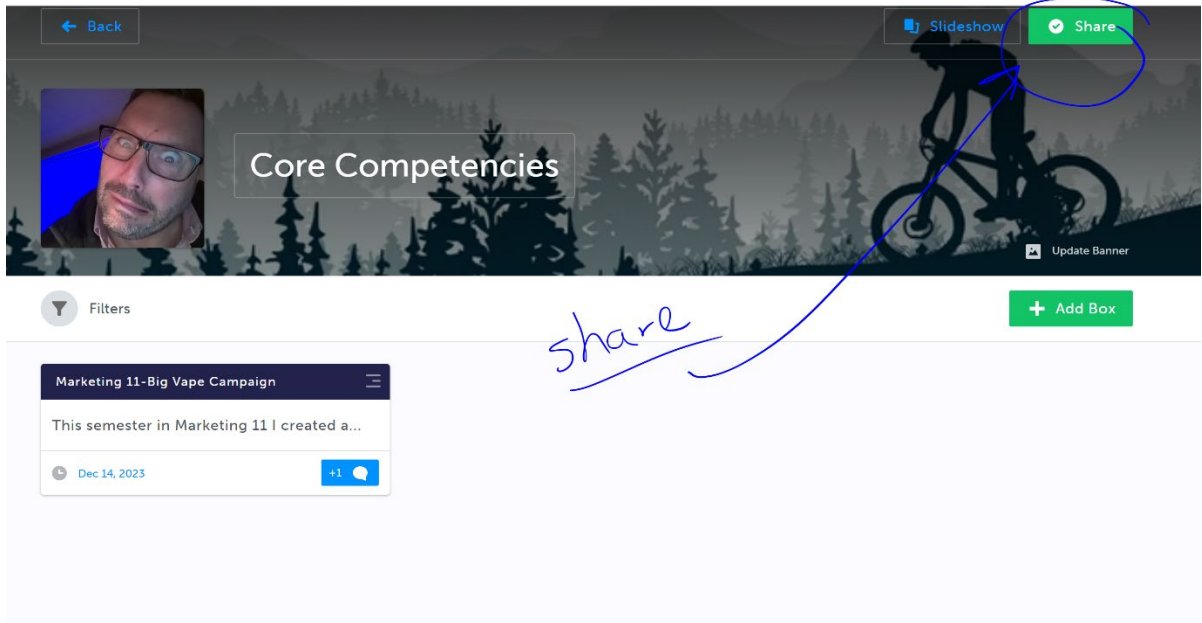 Back
Slideshow
Share
Core Competencies
Update Banner
Filters
Add Box
share
Marketing 11-Big Vape Campaign
This semester in Marketing 11 I created a...
Dec 14, 2023
+1